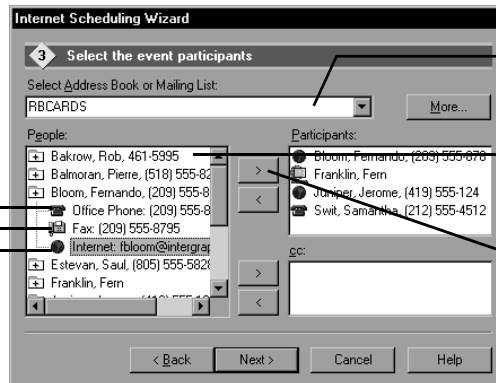 Internet Scheduling Wizard
3 Select the event participants
Select Address Book or Mailing List:
RBCARDS
More...
People:
Bakrow, Rob, 461-5995
Balmoran, Pierre, (518) 555-82
Bloom, Fernando, (209) 555-8
Office Phone: (209) 555-8
Fax: (209) 555-8795
Internet: fbloom@intergrap
Estevan, Saul, (805) 555-5828
Franklin, Fern
>
<
>
<
Participants:
Bloom, Fernando, (209) 555-878
Franklin, Fern
Juniper, Jerome, (419) 555-124
Swit, Samantha, (212) 555-4512
cc:
< Back
Next >
Cancel
Help